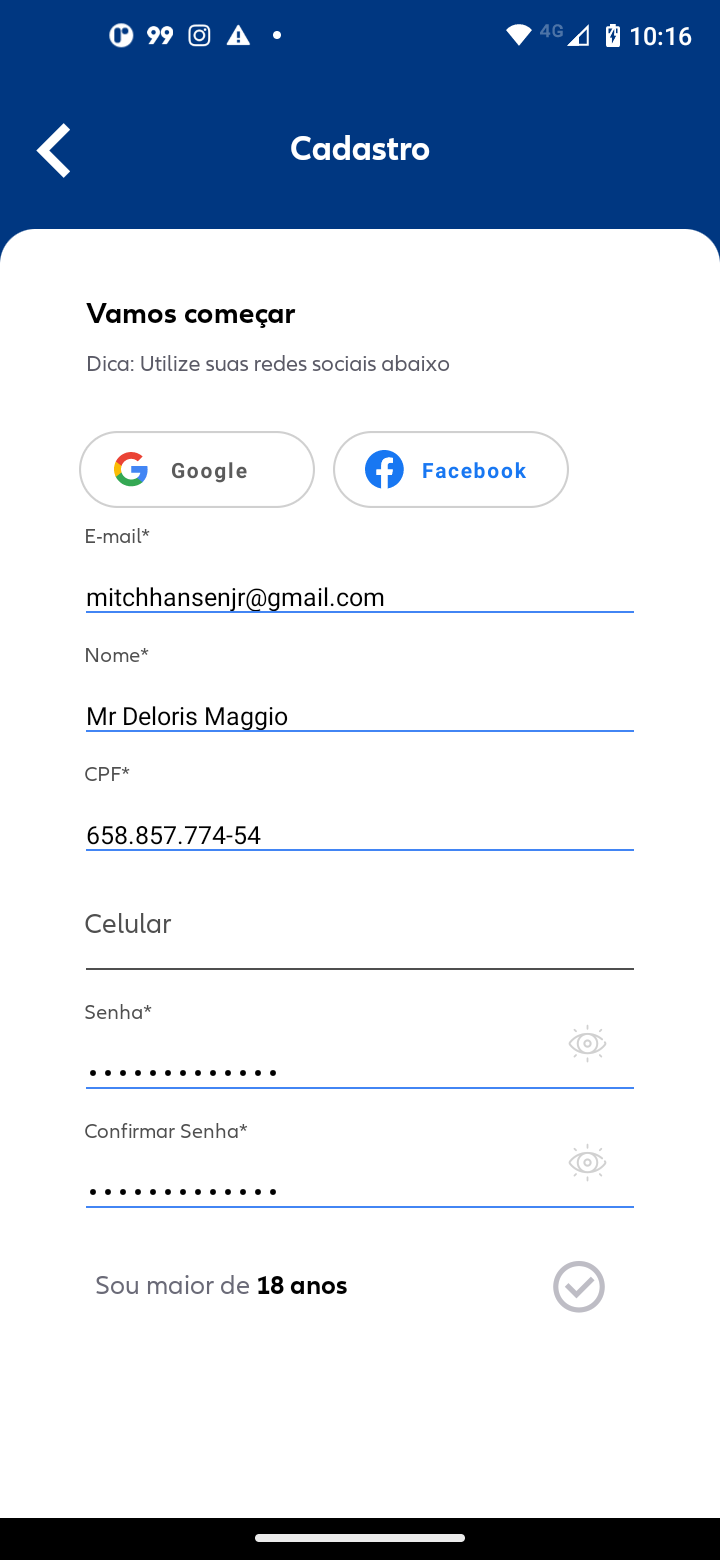 99 4G 10:16
Cadastro
Vamos começar
Dica: Utilize suas redes sociais abaixo
Google Facebook
E-mail*
mitchhansenjr@gmail.com
Nome*
Mr Deloris Maggio
CPF*
658.857.774-54
Celular
Senha*
•••••••••••••
Confirmar Senha*
•••••••••••••
Sou maior de 18 anos